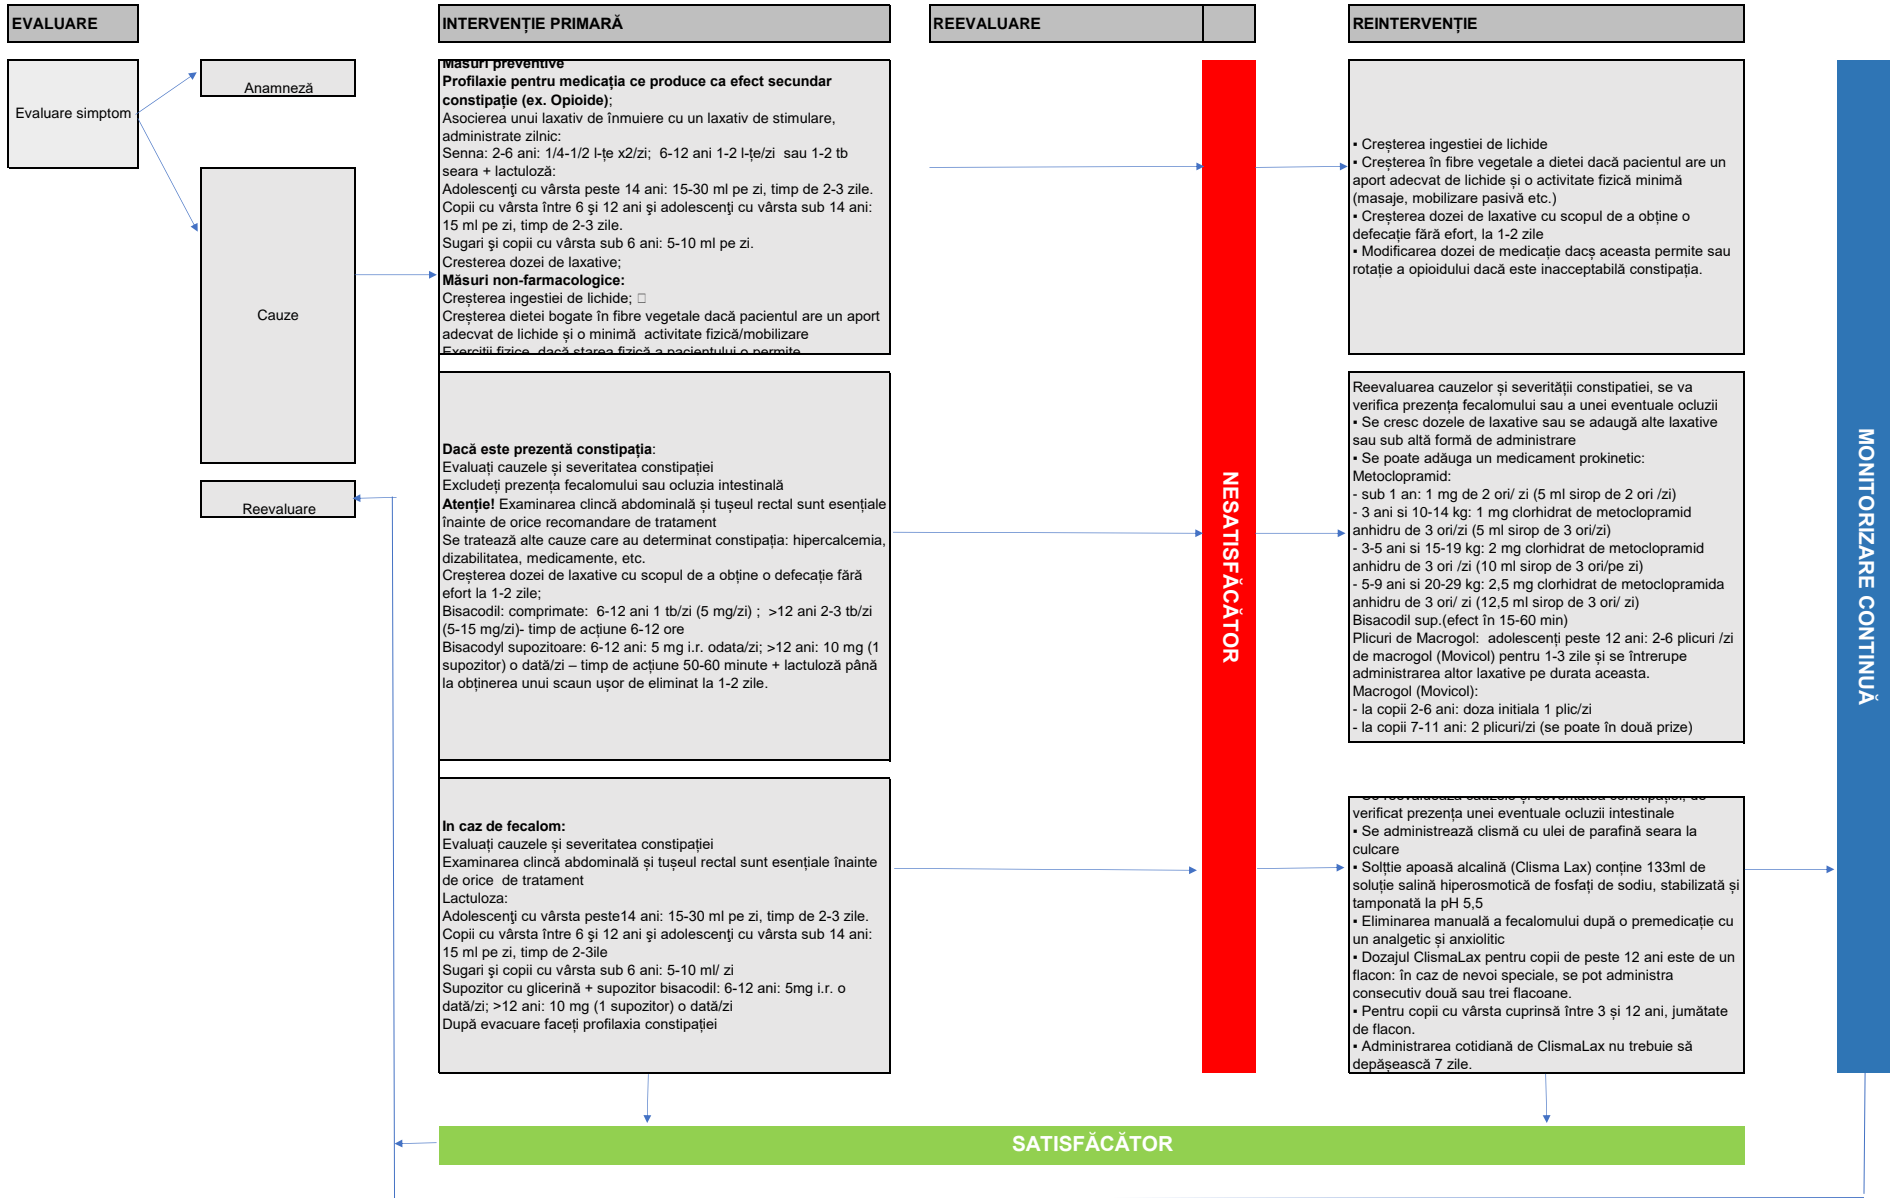 EVALUARE
INTERVENȚIE PRIMARĂ
REEVALUARE
REINTERVENȚIE
Evaluare simptom
Anamneză
Cauze
Reevaluare
Măsuri preventive
Profilaxie pentru medicația ce produce ca efect secundar
constipație (ex. Opioide);
Asocierea unui laxativ de înmuiere cu un laxativ de stimulare,
administrate zilnic:
Senna: 2-6 ani: 1/4-1/2 l-țe x2/zi;  6-12 ani 1-2 l-țe/zi  sau 1-2 tb
seara + lactuloză:
Adolescenţi cu vârsta peste 14 ani: 15-30 ml pe zi, timp de 2-3 zile.
Copii cu vârsta între 6 şi 12 ani şi adolescenţi cu vârsta sub 14 ani:
15 ml pe zi, timp de 2-3 zile.
Sugari şi copii cu vârsta sub 6 ani: 5-10 ml pe zi.
Cresterea dozei de laxative;
Măsuri non-farmacologice:
Creșterea ingestiei de lichide; □
Creșterea dietei bogate în fibre vegetale dacă pacientul are un aport
adecvat de lichide și o minimă  activitate fizică/mobilizare
Exerciții fizice, dacă starea fizică a pacientului o permite
Dacă este prezentă constipația:
Evaluați cauzele și severitatea constipației
Excludeți prezența fecalomului sau ocluzia intestinală
Atenție! Examinarea clincă abdominală și tușeul rectal sunt esențiale
înainte de orice recomandare de tratament
Se tratează alte cauze care au determinat constipația: hipercalcemia,
dizabilitatea, medicamente, etc.
Creșterea dozei de laxative cu scopul de a obține o defecație fără
efort la 1-2 zile;
Bisacodil: comprimate:  6-12 ani 1 tb/zi (5 mg/zi) ;  >12 ani 2-3 tb/zi
(5-15 mg/zi)- timp de acțiune 6-12 ore
Bisacodyl supozitoare: 6-12 ani: 5 mg i.r. odata/zi; >12 ani: 10 mg (1
supozitor) o dată/zi – timp de acțiune 50-60 minute + lactuloză până
la obținerea unui scaun ușor de eliminat la 1-2 zile.
In caz de fecalom:
Evaluați cauzele și severitatea constipației
Examinarea clincă abdominală și tușeul rectal sunt esențiale înainte
de orice  de tratament
Lactuloza:
Adolescenţi cu vârsta peste14 ani: 15-30 ml pe zi, timp de 2-3 zile.
Copii cu vârsta între 6 şi 12 ani şi adolescenţi cu vârsta sub 14 ani:
15 ml pe zi, timp de 2-3ile
Sugari şi copii cu vârsta sub 6 ani: 5-10 ml/ zi
Supozitor cu glicerină + supozitor bisacodil: 6-12 ani: 5mg i.r. o
dată/zi; >12 ani: 10 mg (1 supozitor) o dată/zi
După evacuare faceți profilaxia constipației
NESATISFĂCĂTOR
▪ Creșterea ingestiei de lichide
▪ Creșterea în fibre vegetale a dietei dacă pacientul are un
aport adecvat de lichide și o activitate fizică minimă
(masaje, mobilizare pasivă etc.)
▪ Creșterea dozei de laxative cu scopul de a obține o
defecație fără efort, la 1-2 zile
▪ Modificarea dozei de medicație dacș aceasta permite sau
rotație a opioidului dacă este inacceptabilă constipația.
Reevaluarea cauzelor și severității constipatiei, se va
verifica prezența fecalomului sau a unei eventuale ocluzii
▪ Se cresc dozele de laxative sau se adaugă alte laxative
sau sub altă formă de administrare
▪ Se poate adăuga un medicament prokinetic:
Metoclopramid:
- sub 1 an: 1 mg de 2 ori/ zi (5 ml sirop de 2 ori /zi)
- 3 ani si 10-14 kg: 1 mg clorhidrat de metoclopramid
anhidru de 3 ori/zi (5 ml sirop de 3 ori/zi)
- 3-5 ani si 15-19 kg: 2 mg clorhidrat de metoclopramid
anhidru de 3 ori /zi (10 ml sirop de 3 ori/pe zi)
- 5-9 ani si 20-29 kg: 2,5 mg clorhidrat de metoclopramida
anhidru de 3 ori/ zi (12,5 ml sirop de 3 ori/ zi)
Bisacodil sup.(efect în 15-60 min)
Plicuri de Macrogol:  adolescenți peste 12 ani: 2-6 plicuri /zi
de macrogol (Movicol) pentru 1-3 zile și se întrerupe
administrarea altor laxative pe durata aceasta.
Macrogol (Movicol):
- la copii 2-6 ani: doza initiala 1 plic/zi
- la copii 7-11 ani: 2 plicuri/zi (se poate în două prize)
▪ Se reevaluează cauzele și severitatea constipației, de
verificat prezența unei eventuale ocluzii intestinale
▪ Se administrează clismă cu ulei de parafină seara la
culcare
▪ Solțtie apoasă alcalină (Clisma Lax) conține 133ml de
soluție salină hiperosmotică de fosfați de sodiu, stabilizată și
tamponată la pH 5,5
▪ Eliminarea manuală a fecalomului după o premedicație cu
un analgetic și anxiolitic
▪ Dozajul ClismaLax pentru copii de peste 12 ani este de un
flacon: în caz de nevoi speciale, se pot administra
consecutiv două sau trei flacoane.
▪ Pentru copii cu vârsta cuprinsă între 3 și 12 ani, jumătate
de flacon.
▪ Administrarea cotidiană de ClismaLax nu trebuie să
depășească 7 zile.
MONITORIZARE CONTINUĂ
SATISFĂCĂTOR